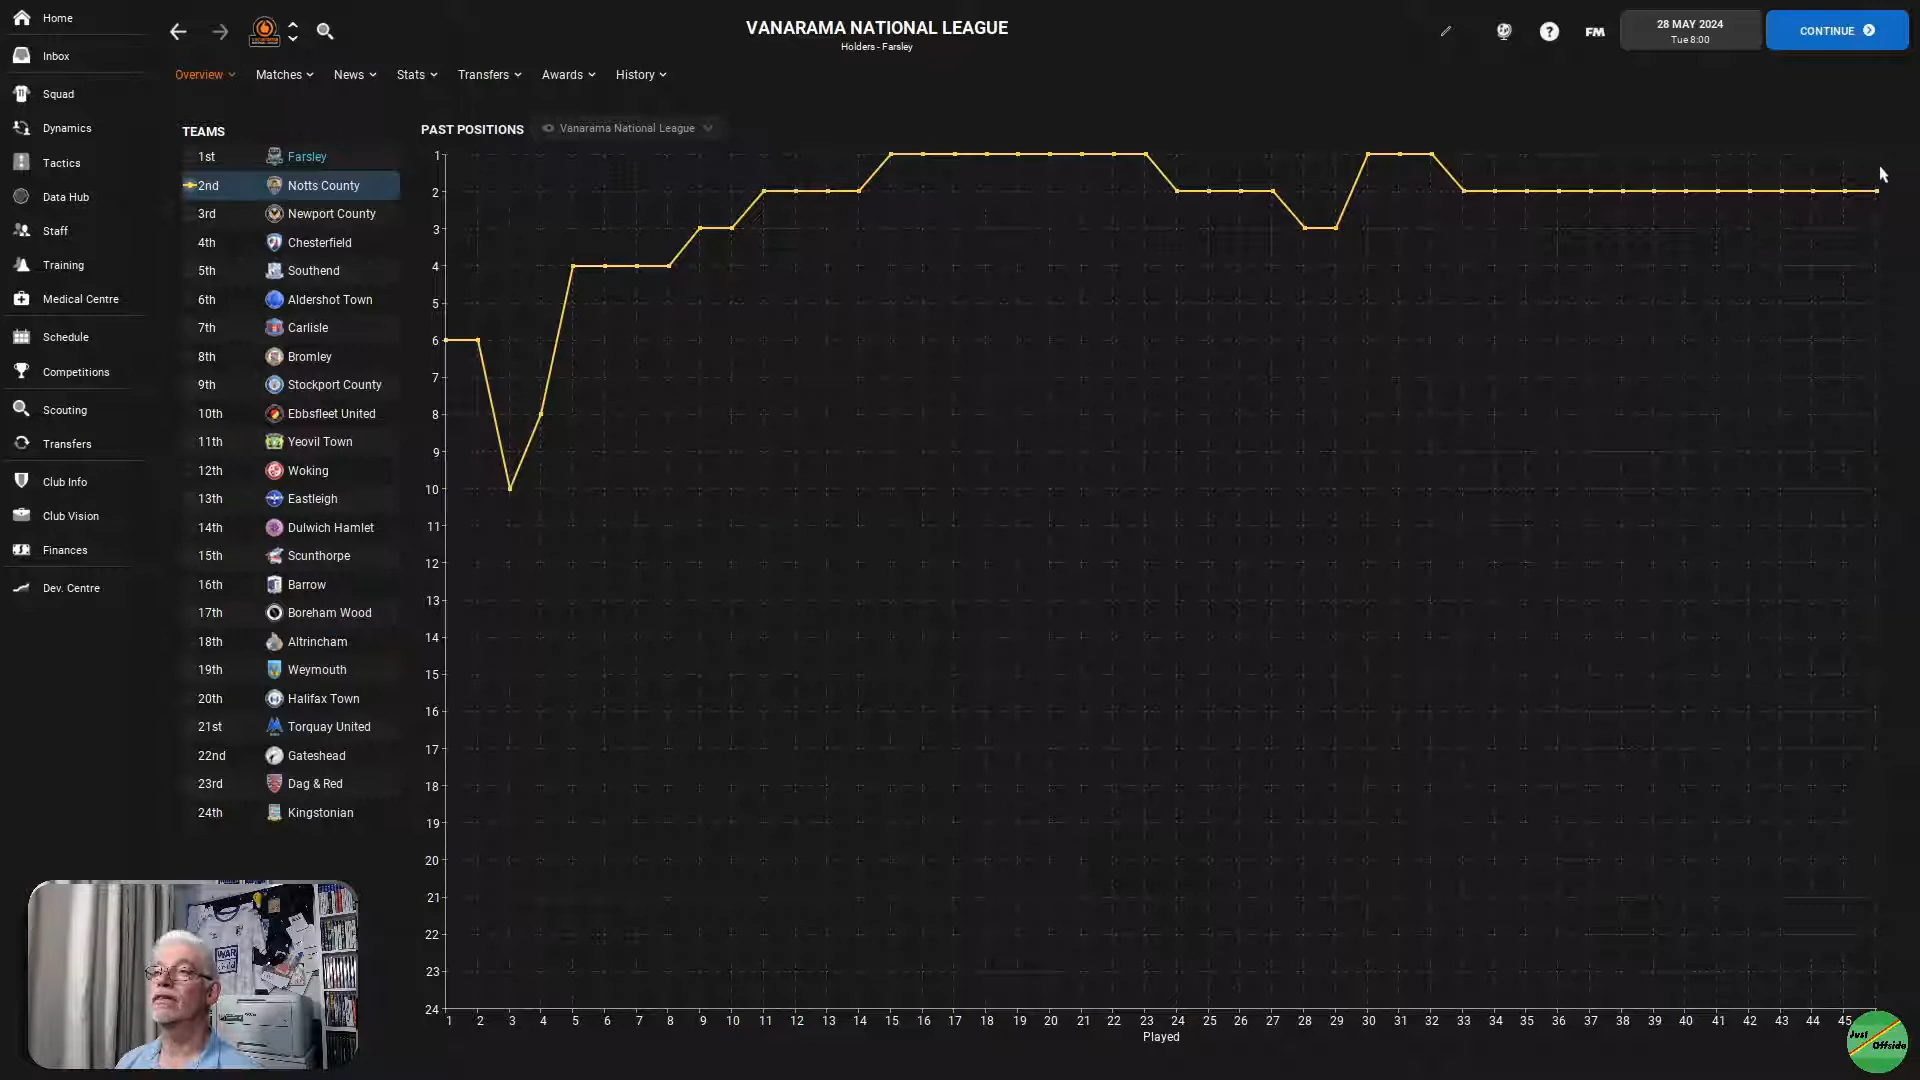 Home
Inbox
Squad
Dynamics
Tactics
Data Hub
Staff
Training
Medical Centre
Schedule
Competitions
Scouting
Transfers
Club Info
Club Vision
Finances
Dev. Centre
VANARAMA NATIONAL LEAGUE
Holders - Farsley
?
FM
28 MAY 2024
Tue 8:00
CONTINUE
Overview Matches News Stats Transfers Awards History
TEAMS
1st Farsley
2nd Notts County
3rd Newport County
4th Chesterfield
5th Southend
6th Aldershot Town
7th Carlisle
8th Bromley
9th Stockport County
10th Ebbsfleet United
11th Yeovil Town
12th Woking
13th Eastleigh
14th Dulwich Hamlet
15th Scunthorpe
16th Barrow
17th Boreham Wood
18th Altrincham
19th Weymouth
20th Halifax Town
21st Torquay United
22nd Gateshead
23rd Dag & Red
24th Kingstonian
PAST POSITIONS Vanarama National League
1
2
3
4
5
6
7
8
9
10
11
12
13
14
15
16
17
18
19
20
21
22
23
24
1 2 3 4 5 6 7 8 9 10 11 12 13 14 15 16 17 18 19 20 21 22 23 24 25 26 27 28 29 30 31 32 33 34 35 36 37 38 39 40 41 42 43 44 45
Played
WAR
Just
Offside